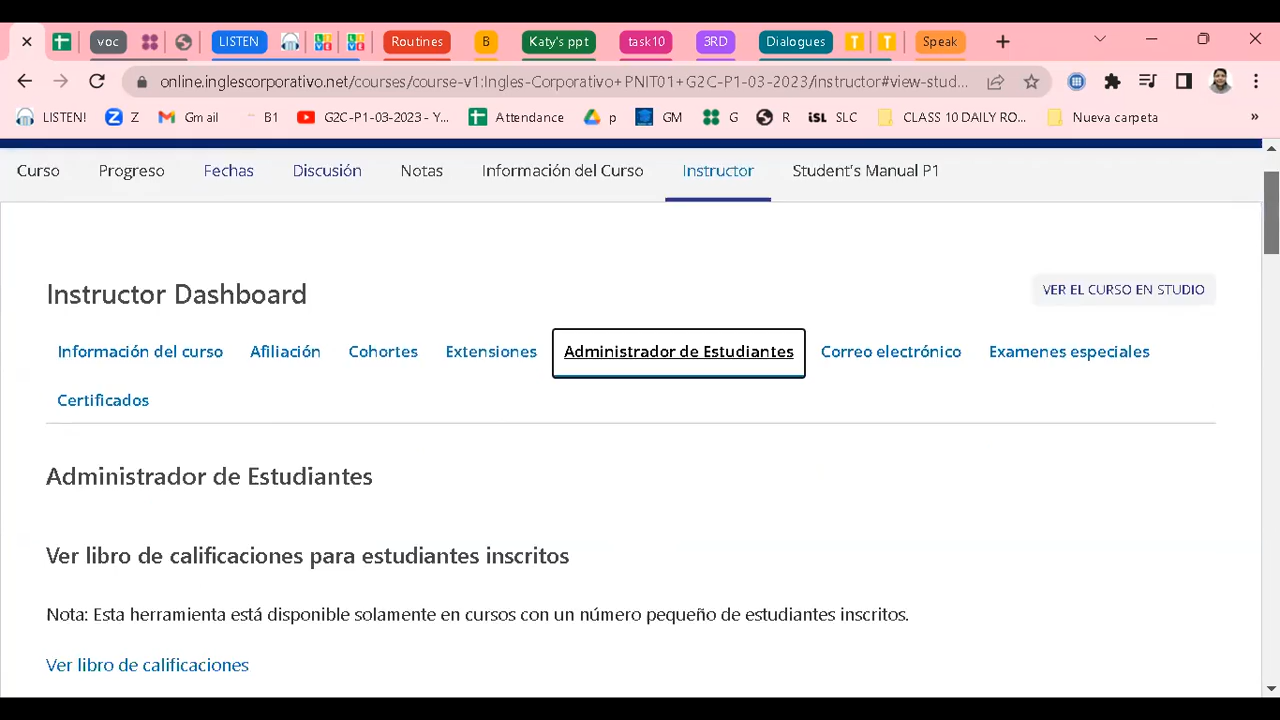 voc
LISTEN
Routines
B
Katy's ppt
task10
3RD
Dialogues
T
T
Speak
online.inglescorporativo.net/courses/course-v1:Ingles-Corporativo+PNIT01+G2C-P1-03-2023/instructor#view-stud...
LISTEN!
Z
Gmail
B1
G2C-P1-03-2023 - Y...
Attendance
p
GM
G
R
iSL
SLC
CLASS 10 DAILY RO...
Nueva carpeta
»
Curso
Progreso
Fechas
Discusión
Notas
Información del Curso
Instructor
Student's Manual P1
Instructor Dashboard
VER EL CURSO EN STUDIO
Información del curso
Afiliación
Cohortes
Extensiones
Administrador de Estudiantes
Correo electrónico
Examenes especiales
Certificados
Administrador de Estudiantes
Ver libro de calificaciones para estudiantes inscritos
Nota: Esta herramienta está disponible solamente en cursos con un número pequeño de estudiantes inscritos.
Ver libro de calificaciones